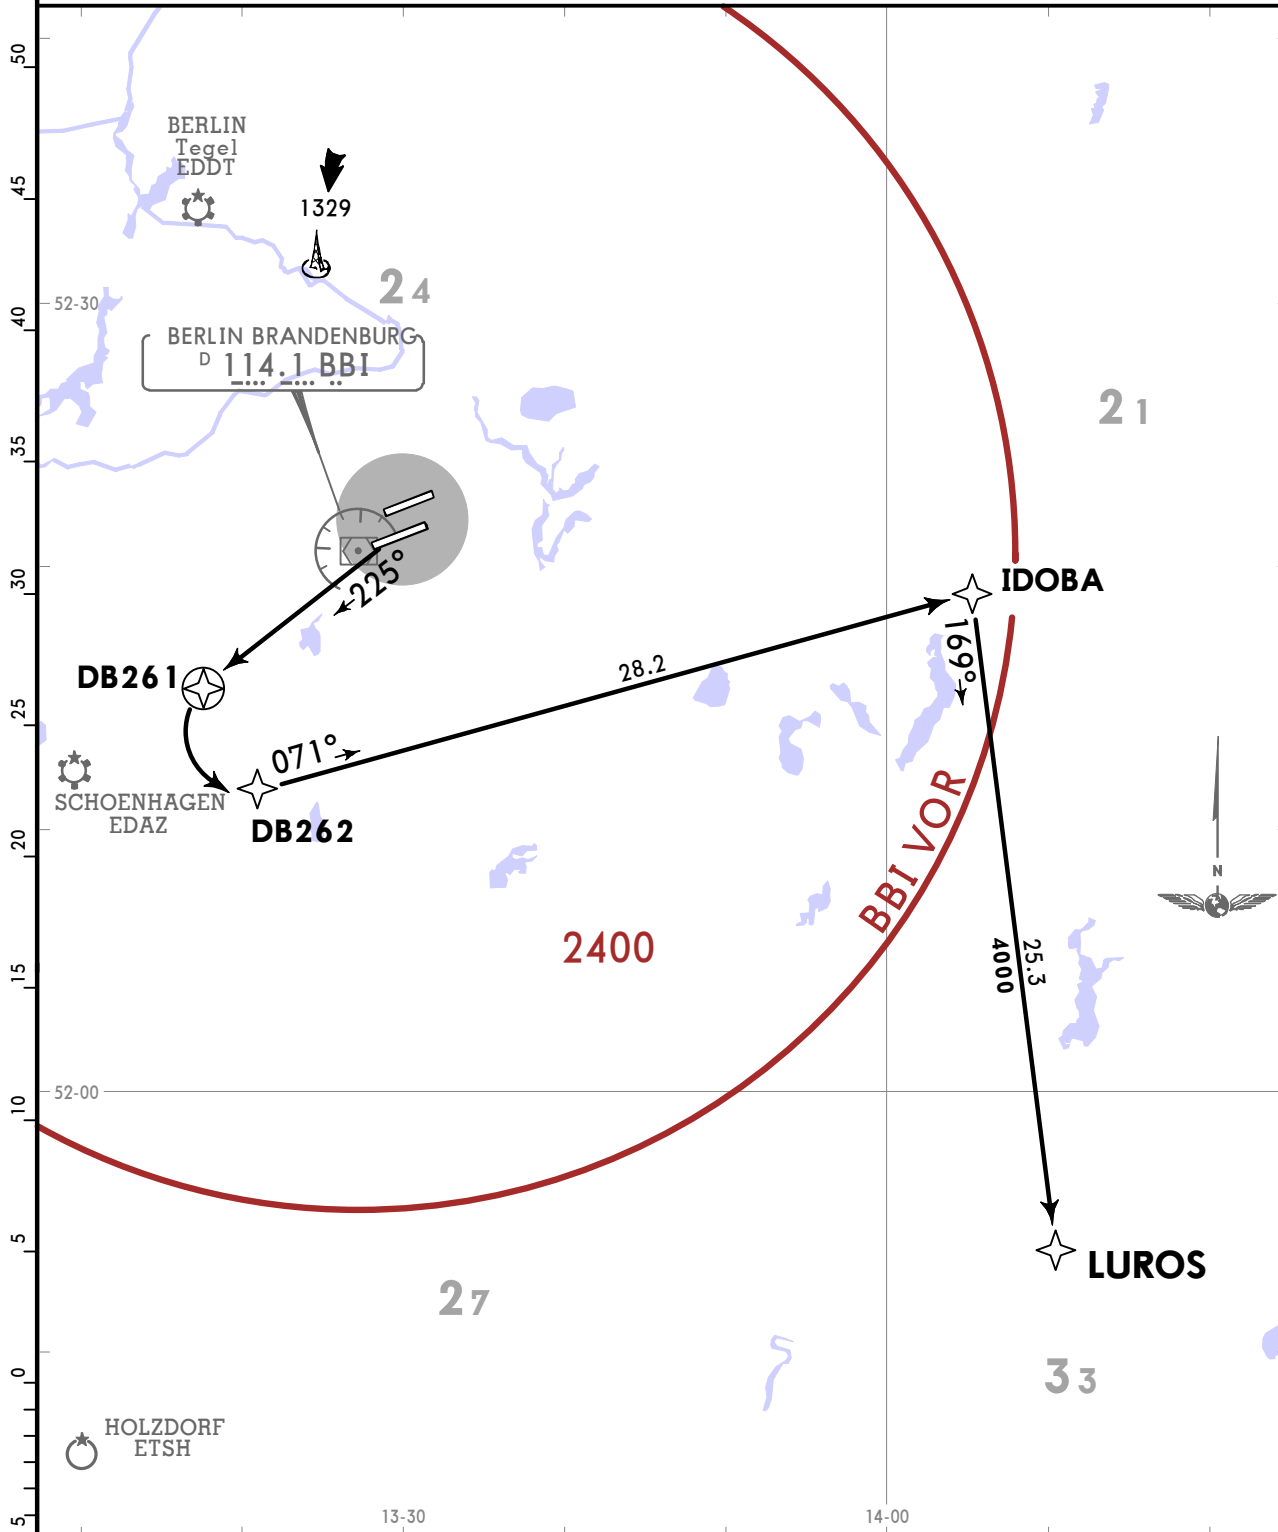 50
BERLIN
Tegel
EDDT
45
1329
24
52-30
40
BERLIN BRANDENBURG
D 114.1 BBI
21
35
30
225°
IDOBA
169°
28.2
DB261
25
071°
SCHOENHAGEN
EDAZ
DB262
20
BBI VOR
N
2400
25.3
4000
15
52-00
10
5
LUROS
27
0
33
HOLZDORF
ETSH
5
13-30
14-00